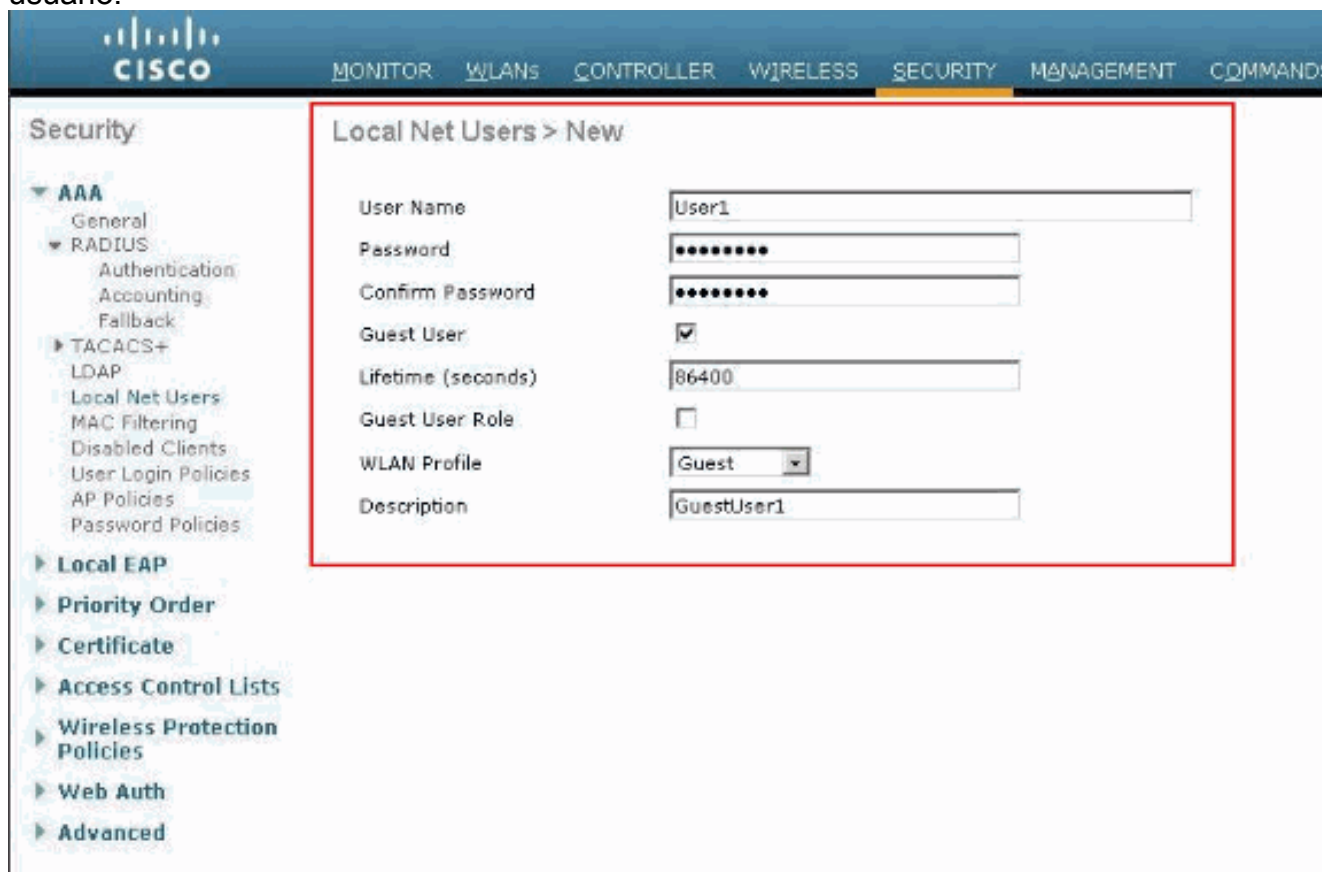 usuário.
CISCO
MONITOR WLANs CONTROLLER WIRELESS SECURITY MANAGEMENT COMMANDS
Security
AAA
General
RADIUS
Authentication
Accounting
Fallback
TACACS+
LDAP
Local Net Users
MAC Filtering
Disabled Clients
User Login Policies
AP Policies
Password Policies
Local EAP
Priority Order
Certificate
Access Control Lists
Wireless Protection
Policies
Web Auth
Advanced
Local Net Users > New
User Name User1
Password ••••••••
Confirm Password ••••••••
Guest User
Lifetime (seconds) 86400
Guest User Role
WLAN Profile Guest
Description GuestUser1